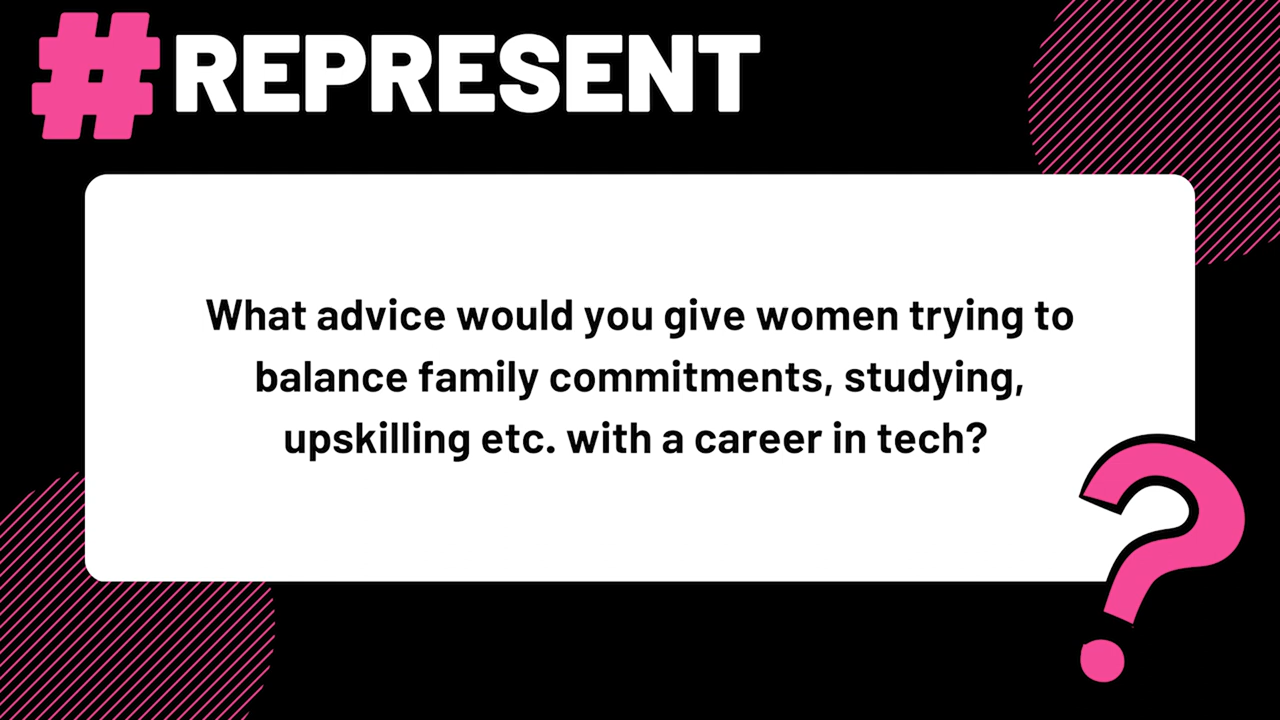 #REPRESENT
What advice would you give women trying to
balance family commitments, studying,
upskilling etc. with a career in tech?
?